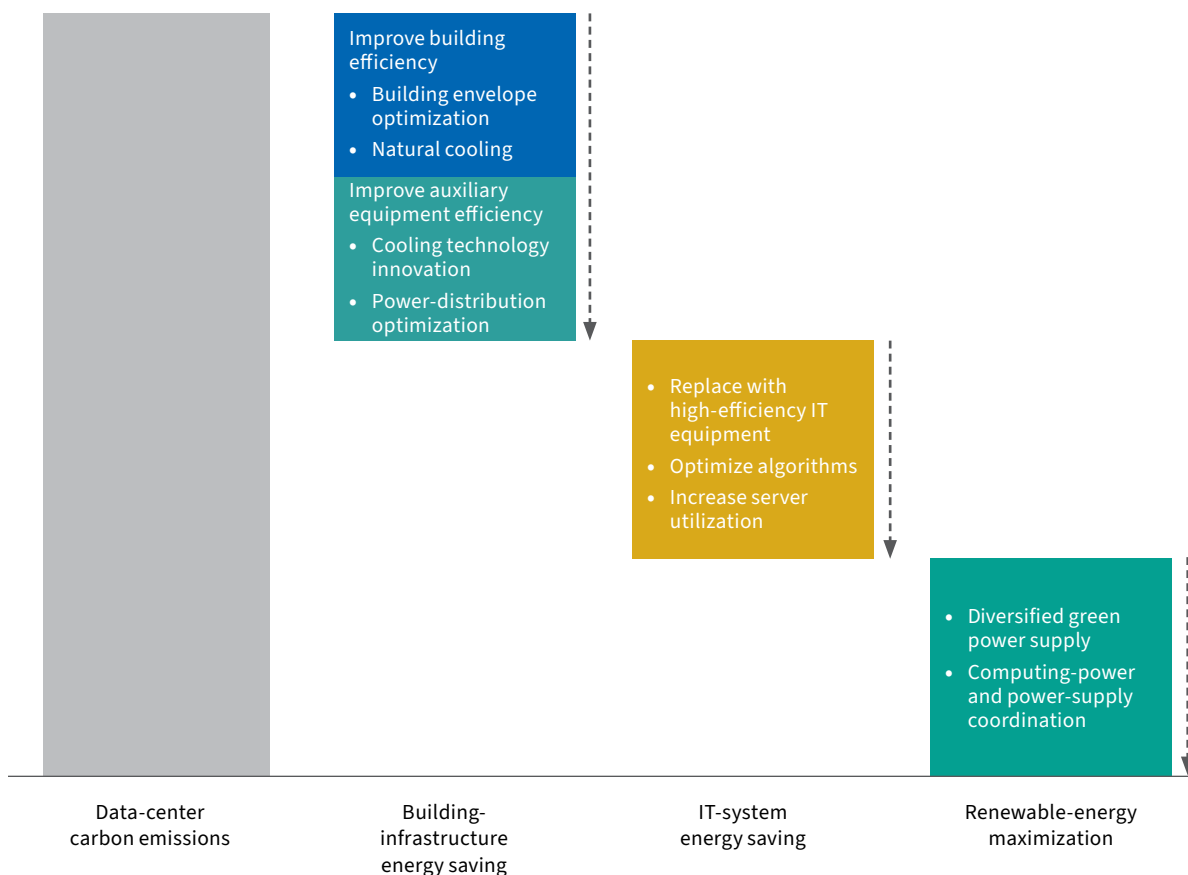 Improve building
efficiency
• Building envelope
optimization
• Natural cooling
Improve auxiliary
equipment efficiency
• Cooling technology
innovation
• Power-distribution
optimization
• Replace with
high-efficiency IT
equipment
• Optimize algorithms
• Increase server
utilization
• Diversified green
power supply
• Computing-power
and power-supply
coordination
Data-center
carbon emissions
Building-
infrastructure
energy saving
IT-system
energy saving
Renewable-energy
maximization